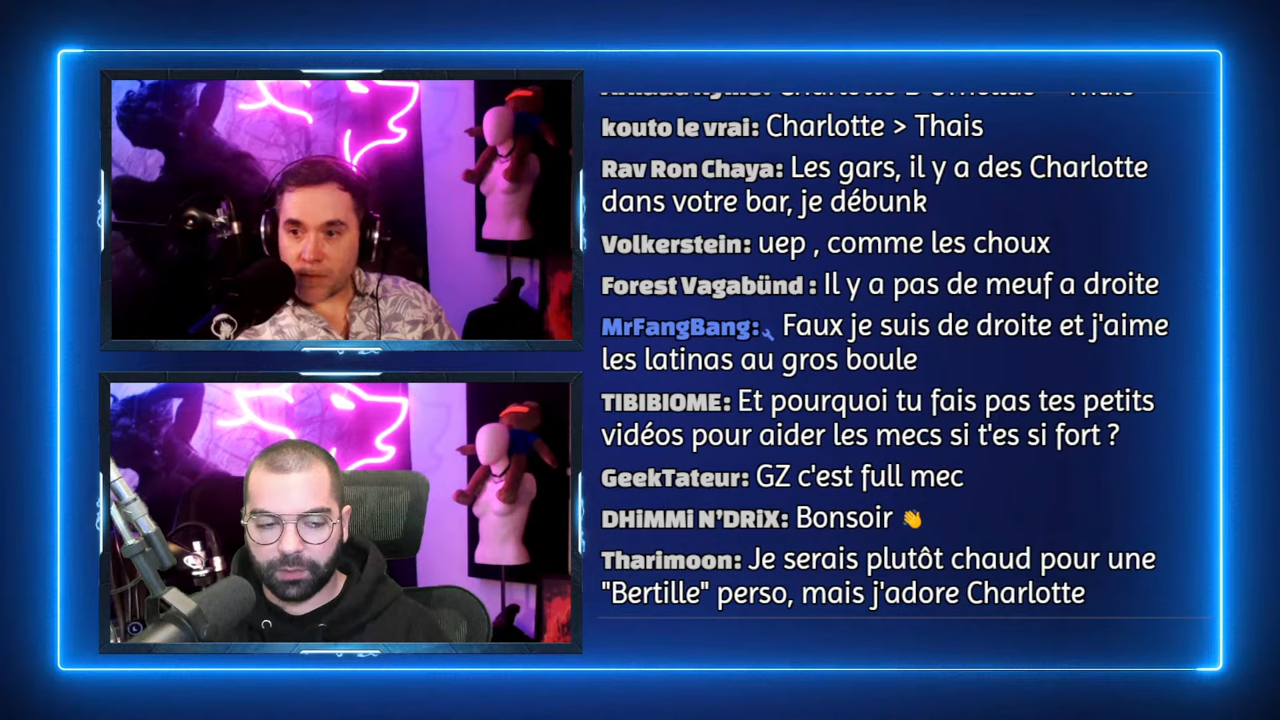 kouto le vrai: Charlotte > Thais
Rav Ron Chaya: Les gars, il y a des Charlotte
dans votre bar, je débunk
Volkerstein: uep , comme les choux
Forest Vagabünd : Il y a pas de meuf a droite
MrFangBang: Faux je suis de droite et j'aime
les latinas au gros boule
TIBIBIOME: Et pourquoi tu fais pas tes petits
vidéos pour aider les mecs si t'es si fort ?
GeekTateur: GZ c'est full mec
DHiMMi N'DRiX: Bonsoir 👋
Tharimoon: Je serais plutôt chaud pour une
"Bertille" perso, mais j'adore Charlotte